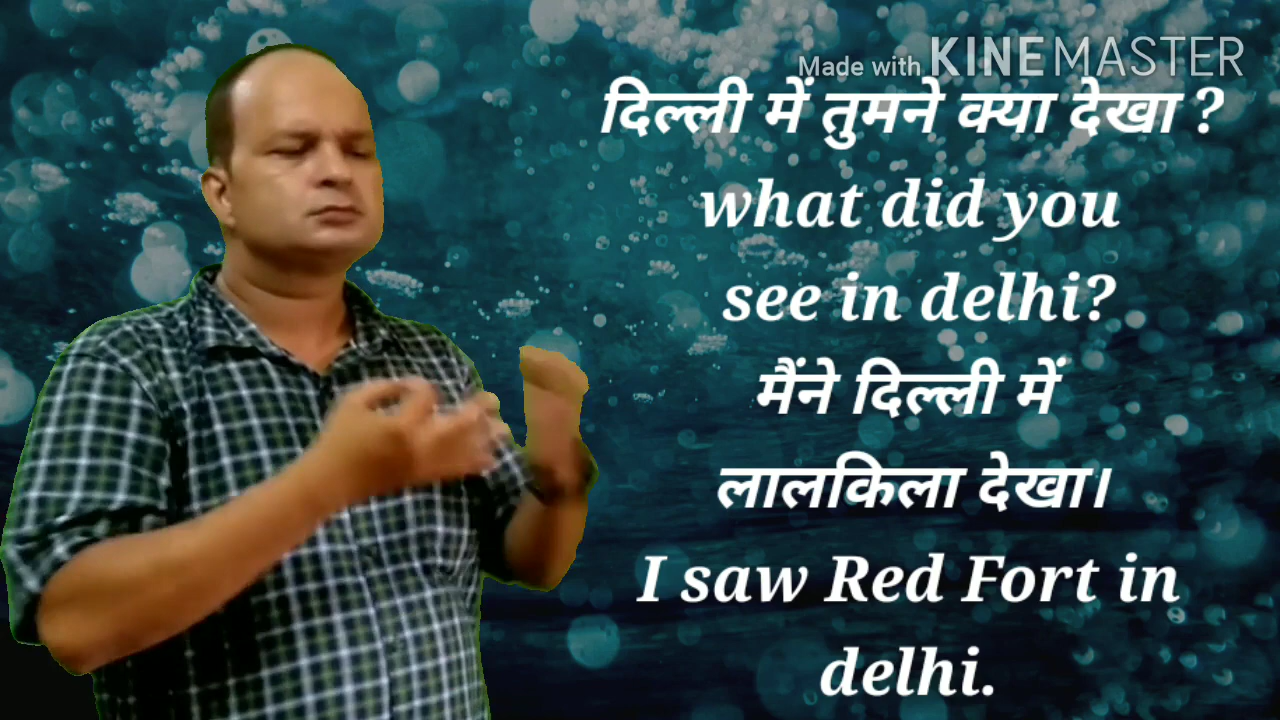 Made with KINEMASTER
दिल्ली में तुमने क्या देखा ?
what did you
see in delhi?
मैंने दिल्ली में
लालकिला देखा।
I saw Red Fort in
delhi.